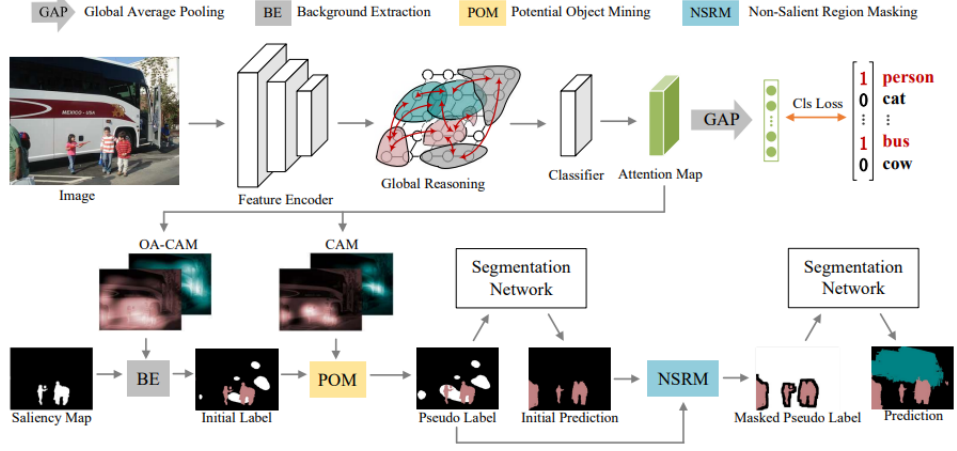 GAP Global Average Pooling BE Background Extraction POM Potential Object Mining NSRM Non-Salient Region Masking
MEXICO - USA
Image
Feature Encoder
Global Reasoning
Classifier
Attention Map
GAP
Cls Loss
1 person
0 cat
⋮ ⋮
1 bus
0 cow
OA-CAM
CAM
Segmentation
Network
Segmentation
Network
BE
POM
NSRM
Saliency Map
Initial Label
Pseudo Label
Initial Prediction
Masked Pseudo Label
Prediction